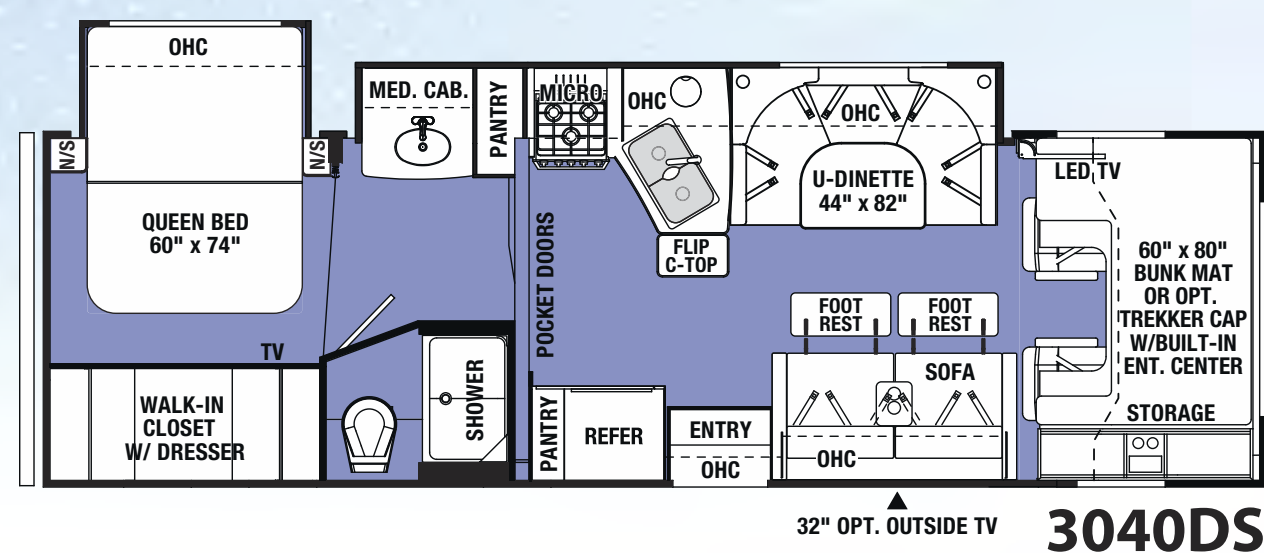 OHC
N/S
N/S
QUEEN BED
60" x 74"
TV
WALK-IN
CLOSET
W/ DRESSER
MED. CAB.
PANTRY
SHOWER
POCKET DOORS
MICRO
OHC
FLIP
C-TOP
PANTRY
REFER
ENTRY
OHC
OHC
U-DINETTE
44" x 82"
FOOT
REST
FOOT
REST
SOFA
OHC
LED TV
60" x 80"
BUNK MAT
OR OPT.
TREKKER CAP
W/BUILT-IN
ENT. CENTER
STORAGE
32" OPT. OUTSIDE TV
3040DS